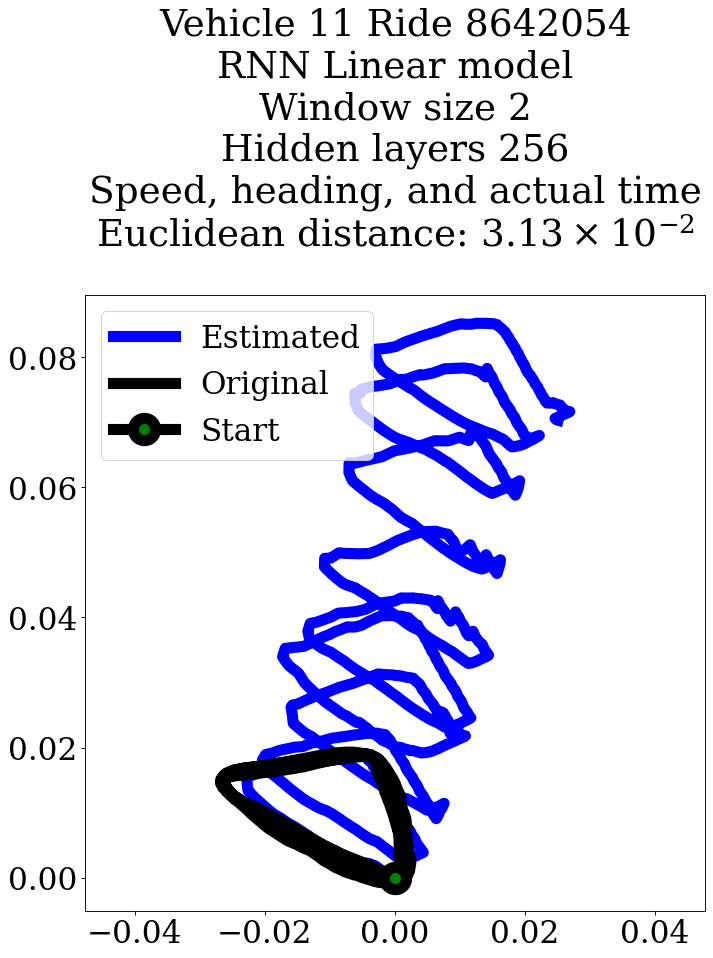 Vehicle 11 Ride 8642054
RNN Linear model
Window size 2
Hidden layers 256
Speed, heading, and actual time
Euclidean distance: 3.13 × 10⁻²
Estimated
Original
Start
0.08
0.06
0.04
0.02
0.00
−0.04 −0.02 0.00 0.02 0.04